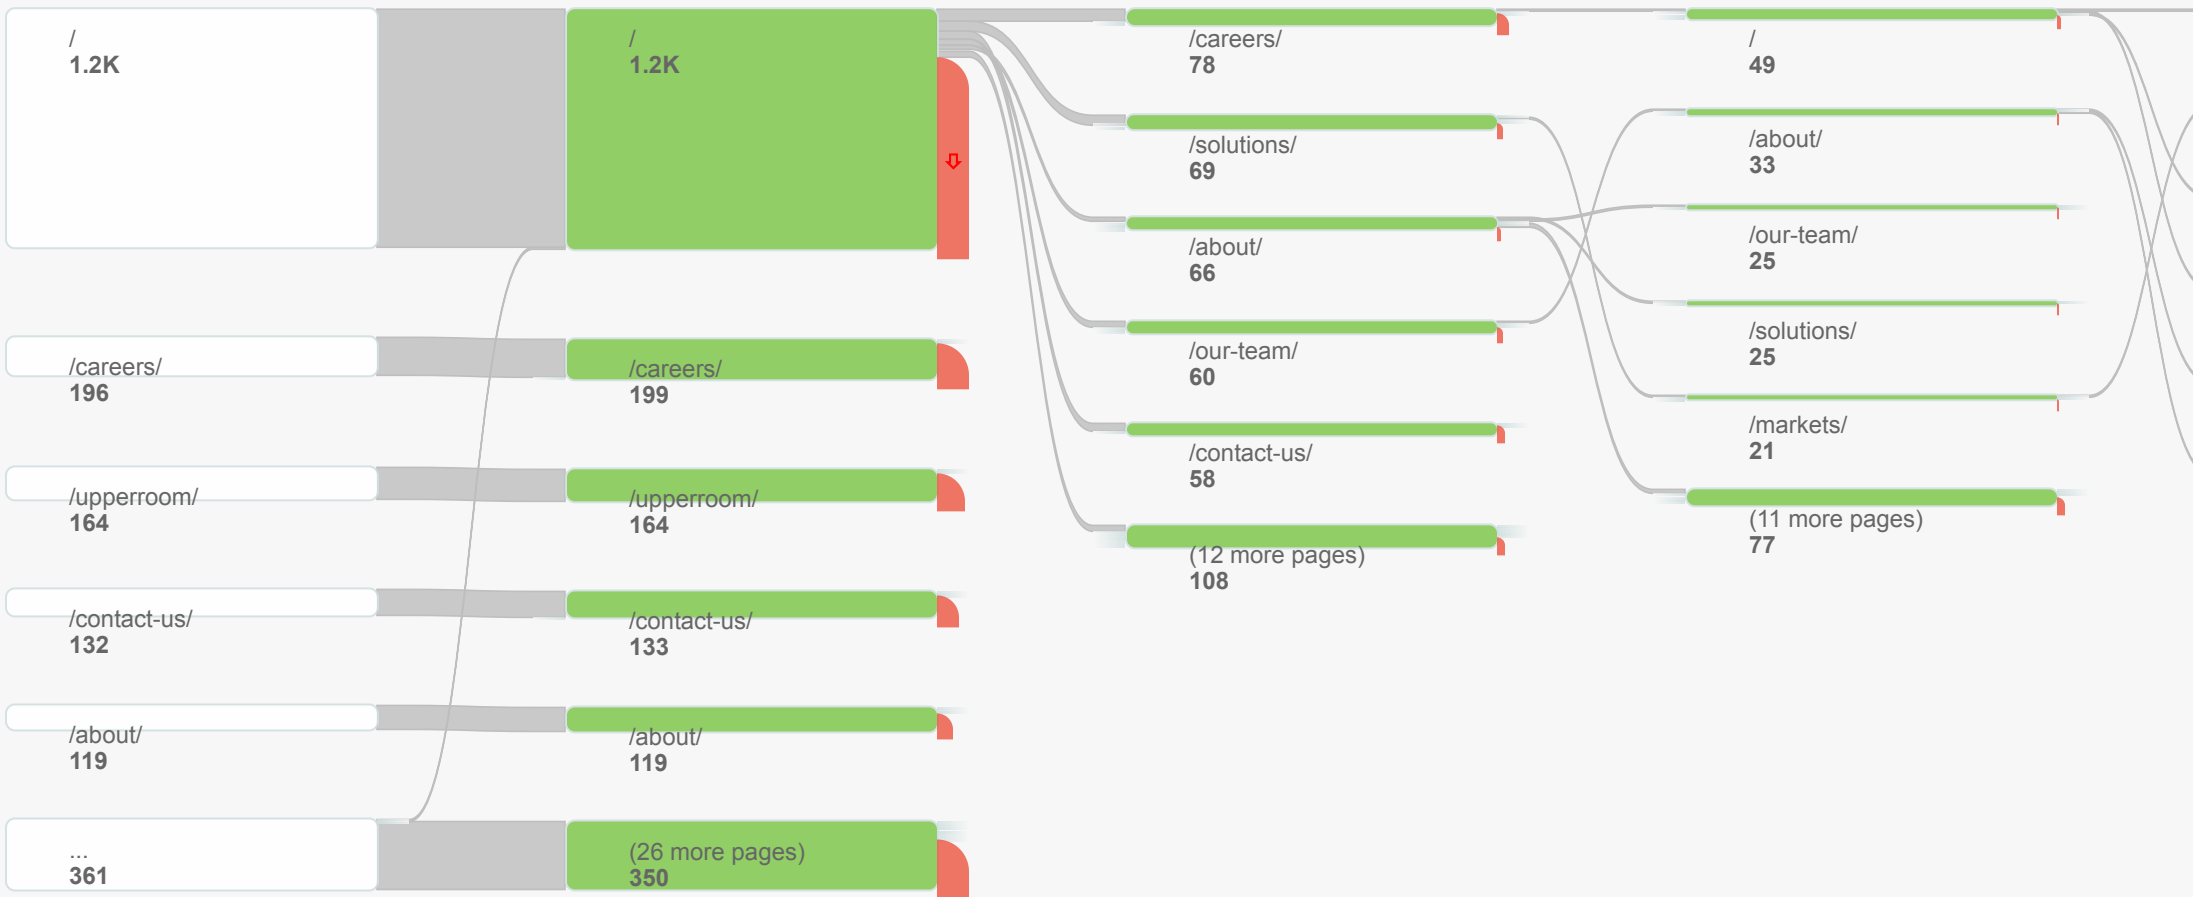 /
1.2K
/careers/
196
/upperroom/
164
/contact-us/
132
/about/
119
...
361
/
1.2K
/careers/
199
/upperroom/
164
/contact-us/
133
/about/
119
(26 more pages)
350
/careers/
78
/solutions/
69
/about/
66
/our-team/
60
/contact-us/
58
(12 more pages)
108
/
49
/about/
33
/our-team/
25
/solutions/
25
/markets/
21
(11 more pages)
77